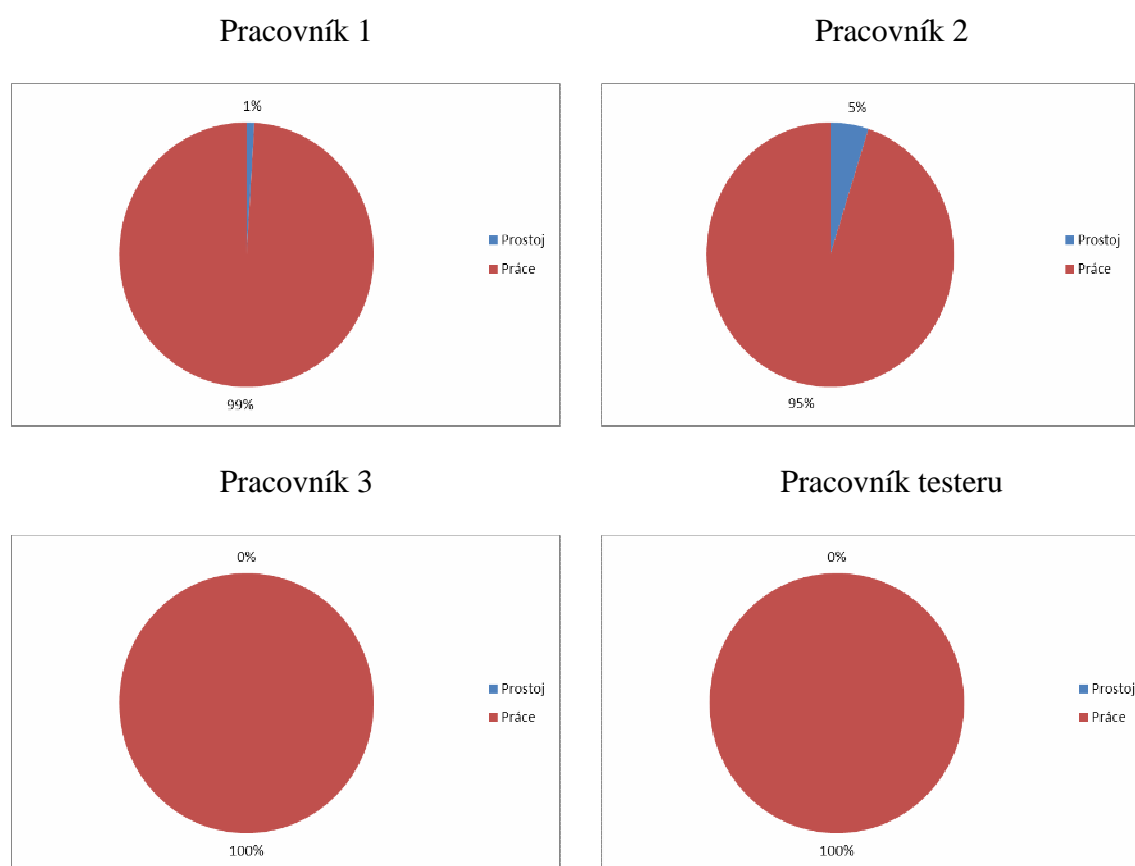 Pracovník 1
1%
Prostoj
Práce
99%
Pracovník 2
5%
Prostoj
Práce
95%
Pracovník 3
0%
Prostoj
Práce
100%
Pracovník testeru
0%
Prostoj
Práce
100%